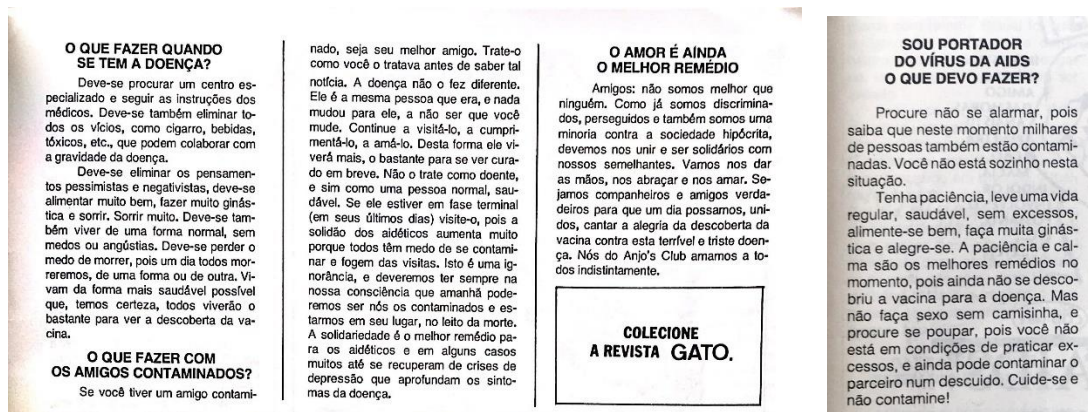 O QUE FAZER QUANDO
SE TEM A DOENÇA?
Deve-se procurar um centro es-
pecializado e seguir as instruções dos
médicos. Deve-se também eliminar to-
dos os vícios, como cigarro, bebidas,
tóxicos, etc., que podem colaborar com
a gravidade da doença.
Deve-se eliminar os pensamen-
tos pessimistas e negativistas, deve-se
alimentar muito bem, fazer muito ginás-
tica e sorrir. Sorrir muito. Deve-se tam-
bém viver de uma forma normal, sem
medos ou angústias. Deve-se perder o
medo de morrer, pois um dia todos mor-
reremos, de uma forma ou de outra. Vi-
vam da forma mais saudável possível
que, temos certeza, todos viverão o
bastante para ver a descoberta da va-
cina.
O QUE FAZER COM
OS AMIGOS CONTAMINADOS?
Se você tiver um amigo contami-
nado, seja seu melhor amigo. Trate-o
como você o tratava antes de saber tal
notícia. A doença não o fez diferente.
Ele é a mesma pessoa que era, e nada
mudou para ele, a não ser que você
mude. Continue a visitá-lo, a cumpri-
mentá-lo, a amá-lo. Desta forma ele vi-
verá mais, o bastante para se ver cura-
do em breve. Não o trate como doente,
e sim como uma pessoa normal, sau-
dável. Se ele estiver em fase terminal
(em seus últimos dias) visite-o, pois a
solidão dos aidéticos aumenta muito
porque todos têm medo de se contami-
nar e fogem das visitas. Isto é uma ig-
norância, e deveremos ter sempre na
nossa consciência que amanhã pode-
remos ser nós os contaminados e es-
tarmos em seu lugar, no leito da morte.
A solidariedade é o melhor remédio pa-
ra os aidéticos e em alguns casos
muitos até se recuperam de crises de
depressão que aprofundam os sinto-
mas da doença.
O AMOR É AÍNDA
O MELHOR REMÉDIO
Amigos: não somos melhor que
ninguém. Como já somos discrimina-
dos, perseguidos e também somos uma
minoria contra a sociedade hipócrita,
devemos nos unir e ser solidários com
nossos semelhantes. Vamos nos dar
as mãos, nos abraçar e nos amar. Se-
jamos companheiros e amigos verda-
deiros para que um dia possamos, uni-
dos, cantar a alegria da descoberta da
vacina contra esta terrível e triste doen-
ça. Nós do Anjo's Club amamos a to-
dos indistintamente.
COLECIONE
A REVISTA GATO.
SOU PORTADOR
DO VÍRUS DA AIDS
O QUE DEVO FAZER?
Procure não se alarmar, pois
saiba que neste momento milhares
de pessoas também estão contami-
nadas. Você não está sozinho nesta
situação.
Tenha paciência, leve uma vida
regular, saudável, sem excessos,
alimente-se bem, faça muita ginás-
tica e alegre-se. A paciência e cal-
ma são os melhores remédios no
momento, pois ainda não se desco-
briu a vacina para a doença. Mas
não faça sexo sem camisinha, e
procure se poupar, pois você não
está em condições de praticar ex-
cessos, e ainda pode contaminar o
parceiro num descuido. Cuide-se e
não contamine!